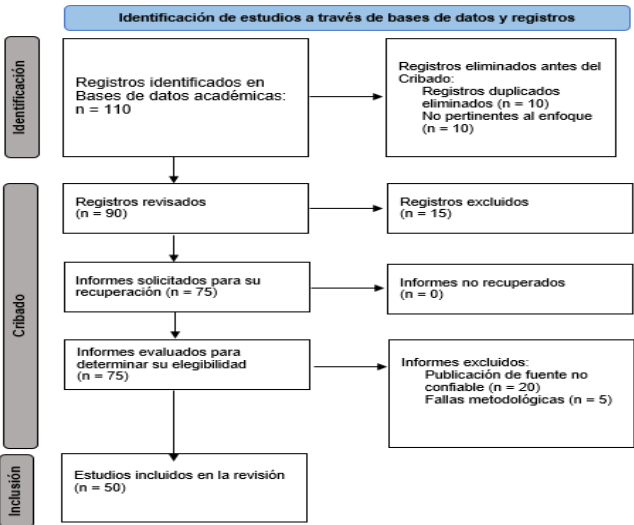 Identificación de estudios a través de bases de datos y registros
Identificación
Registros identificados en
Bases de datos académicas:
n = 110
Registros eliminados antes del
Cribado:
Registros duplicados
eliminados (n = 10)
No pertinentes al enfoque
(n = 10)
Cribado
Registros revisados
(n = 90)
Registros excluidos
(n = 15)
Informes solicitados para su
recuperación (n = 75)
Informes no recuperados
(n = 0)
Informes evaluados para
determinar su elegibilidad
(n = 75)
Informes excluidos:
Publicación de fuente no
confiable (n = 20)
Fallas metodológicas (n = 5)
Inclusión
Estudios incluidos en la revisión
(n = 50)